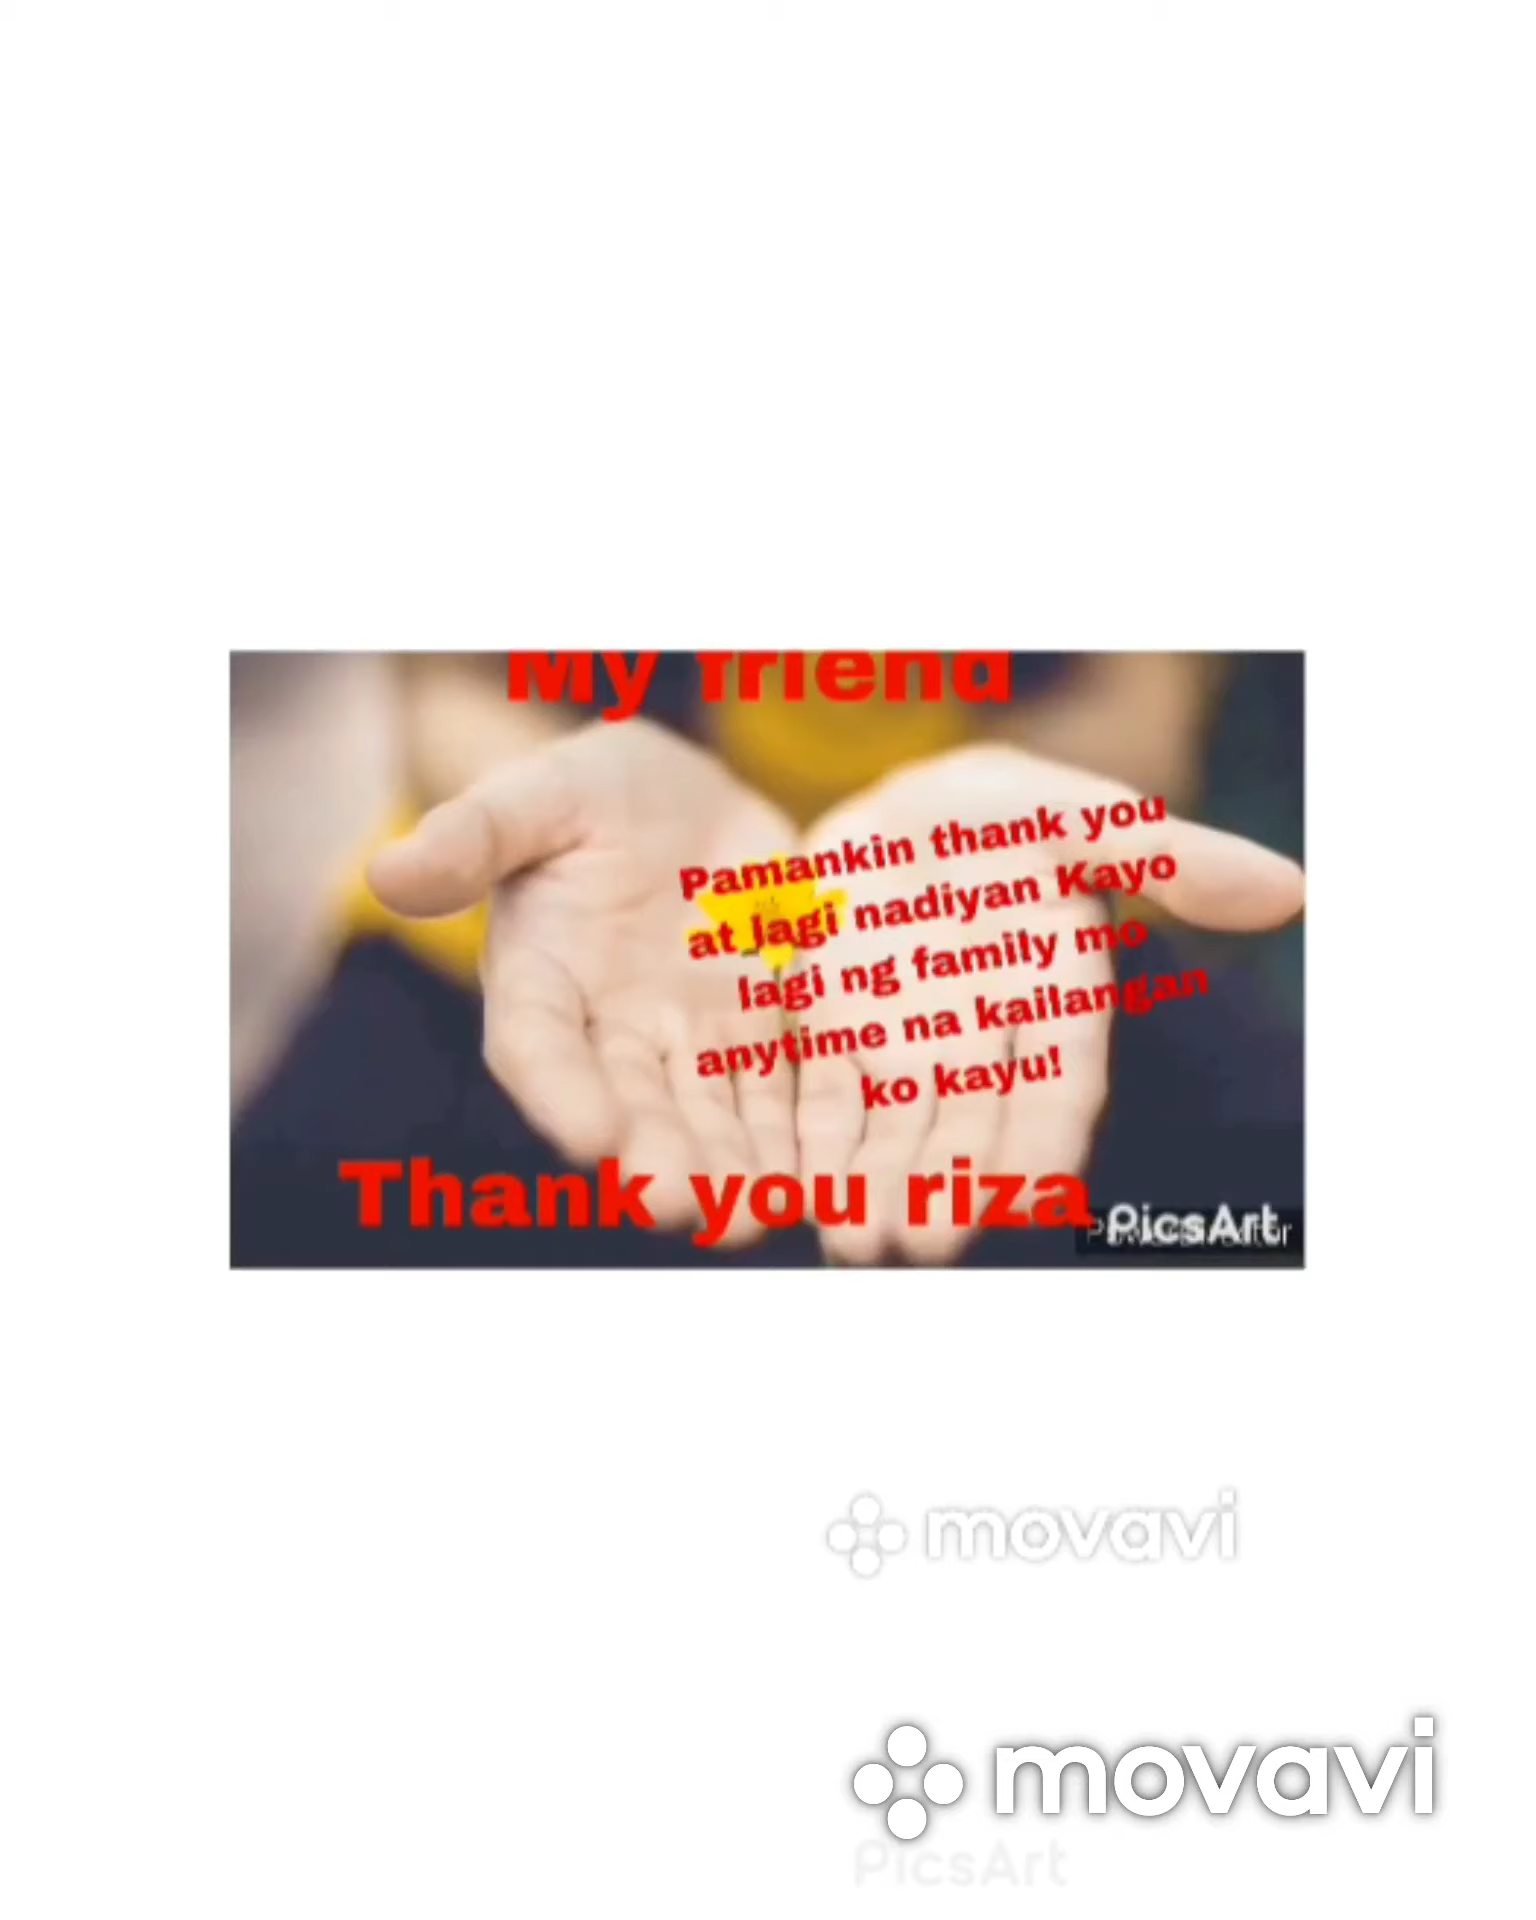 My friend
Pamankin thank you
at lagi nadiyan Kayo
lagi ng family mo
anytime na kailangan
ko kayu!
Thank you riza
PicsArt
movavi
movavi
PicsArt